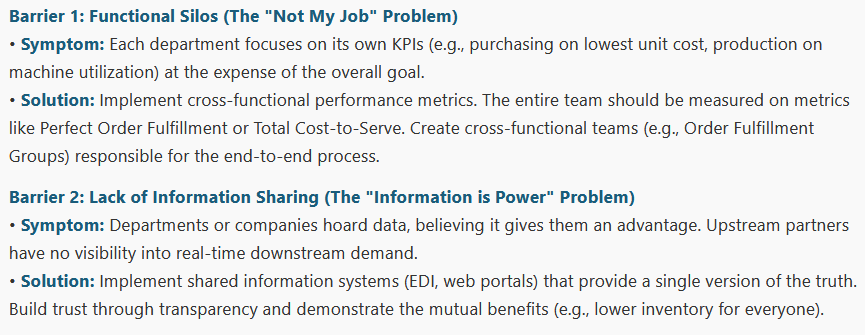 Barrier 1: Functional Silos (The "Not My Job" Problem)
• Symptom: Each department focuses on its own KPIs (e.g., purchasing on lowest unit cost, production on
machine utilization) at the expense of the overall goal.
• Solution: Implement cross-functional performance metrics. The entire team should be measured on metrics
like Perfect Order Fulfillment or Total Cost-to-Serve. Create cross-functional teams (e.g., Order Fulfillment
Groups) responsible for the end-to-end process.
Barrier 2: Lack of Information Sharing (The "Information is Power" Problem)
• Symptom: Departments or companies hoard data, believing it gives them an advantage. Upstream partners
have no visibility into real-time downstream demand.
• Solution: Implement shared information systems (EDI, web portals) that provide a single version of the truth.
Build trust through transparency and demonstrate the mutual benefits (e.g., lower inventory for everyone).